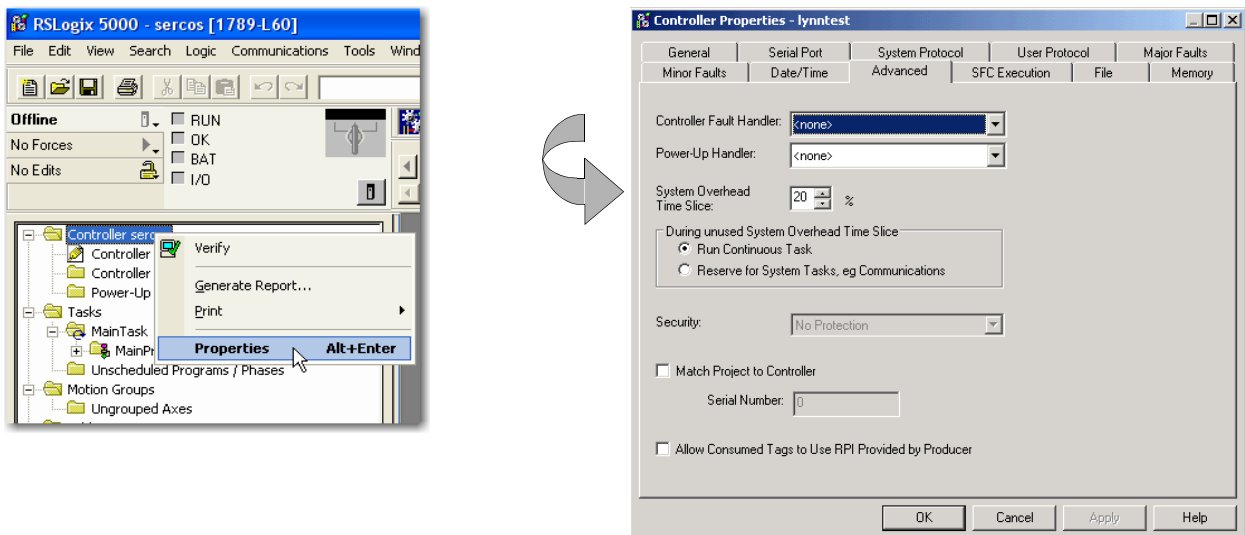 RSLogix 5000 - sercos [1789-L60]
File Edit View Search Logic Communications Tools Wind
Offline
RUN
No Forces
OK
No Edits
BAT
I/O
Controller serc
Controller
Controller
Power-Up
Tasks
MainTask
MainPr
Unscheduled Programs / Phases
Motion Groups
Ungrouped Axes
Verify
Generate Report...
Print
Properties Alt+Enter
Controller Properties - lynntest
General Serial Port System Protocol User Protocol Major Faults
Minor Faults Date/Time Advanced SFC Execution File Memory
Controller Fault Handler: <none>
Power-Up Handler: <none>
System Overhead
Time Slice: 20 %
During unused System Overhead Time Slice
Run Continuous Task
Reserve for System Tasks, eg Communications
Security: No Protection
Match Project to Controller
Serial Number: 0
Allow Consumed Tags to Use RPI Provided by Producer
OK Cancel Apply Help